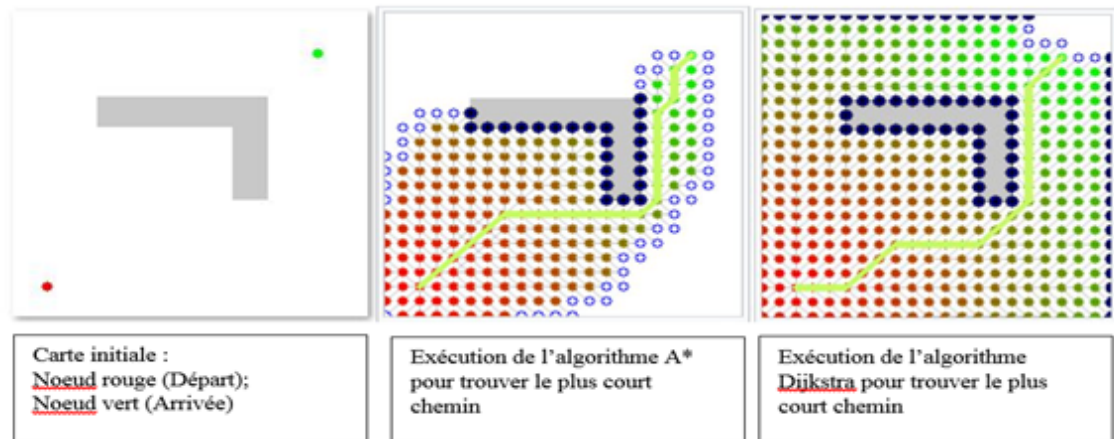 Carte initiale :
Noeud rouge (Départ);
Noeud vert (Arrivée)
Exécution de l’algorithme A*
pour trouver le plus court
chemin
Exécution de l’algorithme
Dijkstra pour trouver le plus
court chemin